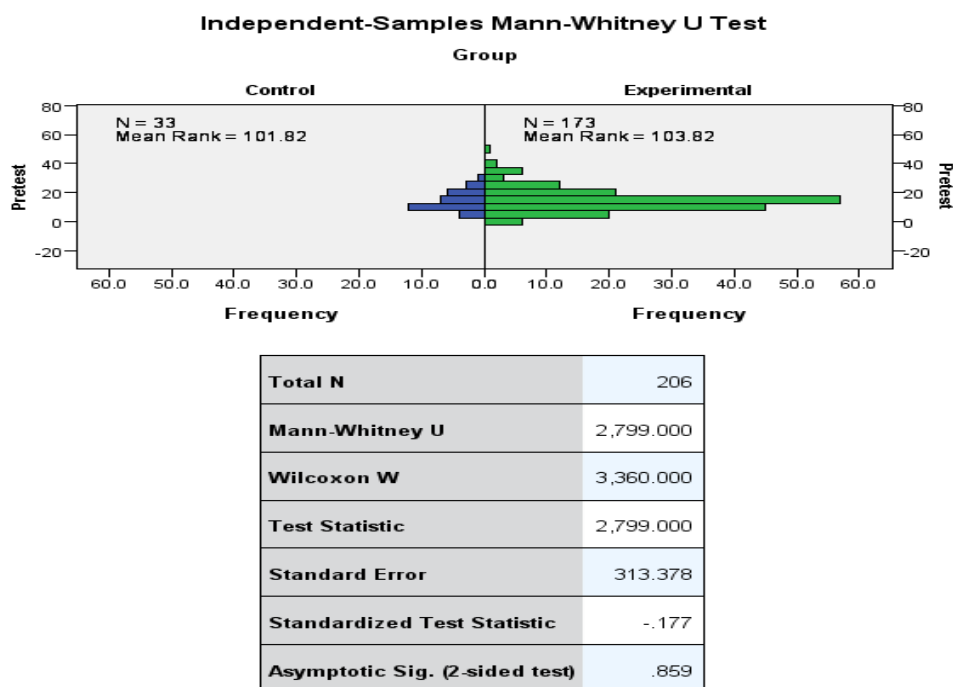 Independent-Samples Mann-Whitney U Test
Group
Control Experimental
N = 33
Mean Rank = 101.82
N = 173
Mean Rank = 103.82
80
60
40
20
0
-20
Pretest
80
60
40
20
0
-20
Pretest
60.0 50.0 40.0 30.0 20.0 10.0 0.0 10.0 20.0 30.0 40.0 50.0 60.0
Frequency Frequency
Total N 206
Mann-Whitney U 2,799.000
Wilcoxon W 3,360.000
Test Statistic 2,799.000
Standard Error 313.378
Standardized Test Statistic -.177
Asymptotic Sig. (2-sided test) .859